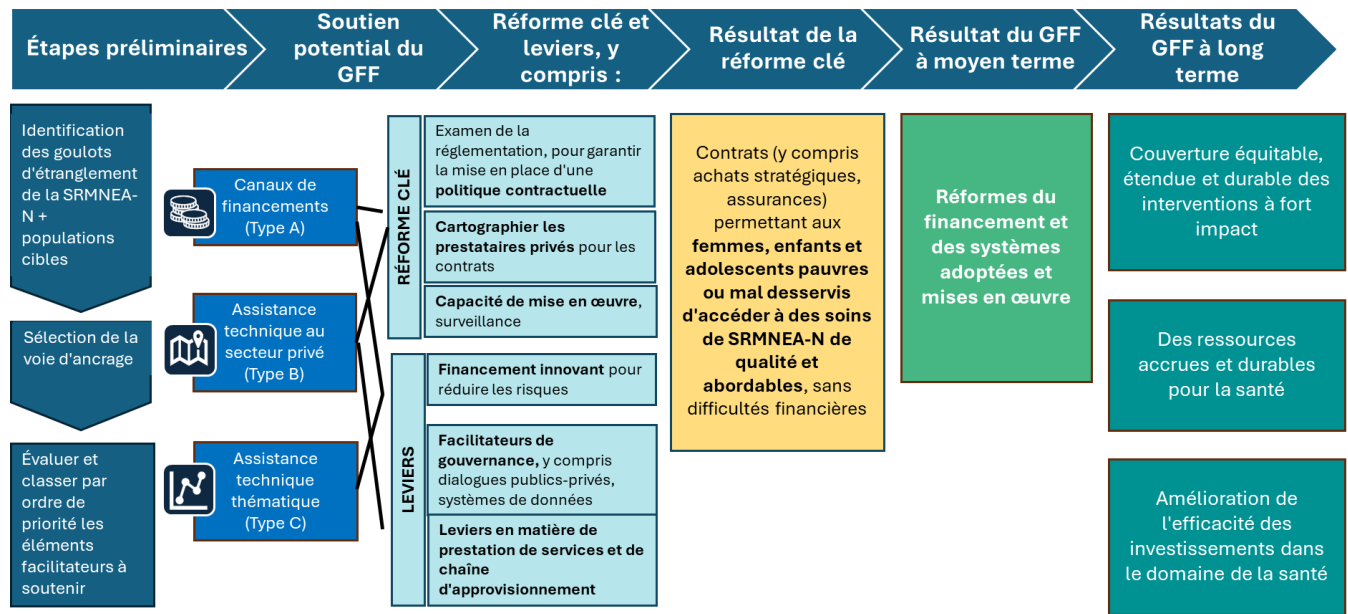 Étapes préliminaires
Soutien
potentiel du
GFF
Réforme clé et
leviers, y
compris :
Résultat de la
réforme clé
Résultat du GFF
à moyen terme
Résultats du
GFF à long
terme
Identification
des goulots
d'étranglement
de la SRMNEA-
N +
populations
cibles
Sélection de la
voie d'ancrage
Évaluer et
classer par
ordre de
priorité les
éléments
facilitateurs à
soutenir
Canaux de
financements
(Type A)
Assistance
technique au
secteur privé
(Type B)
Assistance
technique
thématique
(Type C)
RÉFORME CLÉ
Examen de la
réglementation, pour garantir
la mise en place d'une
politique contractuelle
Cartographier les
prestataires privés pour les
contrats
Capacité de mise en œuvre,
surveillance
LEVIERS
Financement innovant pour
réduire les risques
Facilitateurs de
gouvernance, y compris
dialogues publics-privés,
systèmes de données
Leviers en matière de
prestation de services et de
chaîne
d'approvisionnement
Contrats (y compris
achats stratégiques,
assurances)
permettant aux
femmes, enfants et
adolescents pauvres
ou mal desservis
d'accéder à des soins
de SRMNEA-N de
qualité et
abordables, sans
difficultés financières
Réformes du
financement et
des systèmes
adoptées et
mises en œuvre
Couverture équitable,
étendue et durable des
interventions à fort
impact
Des ressources
accrues et durables
pour la santé
Amélioration de
l'efficacité des
investissements dans
le domaine de la santé